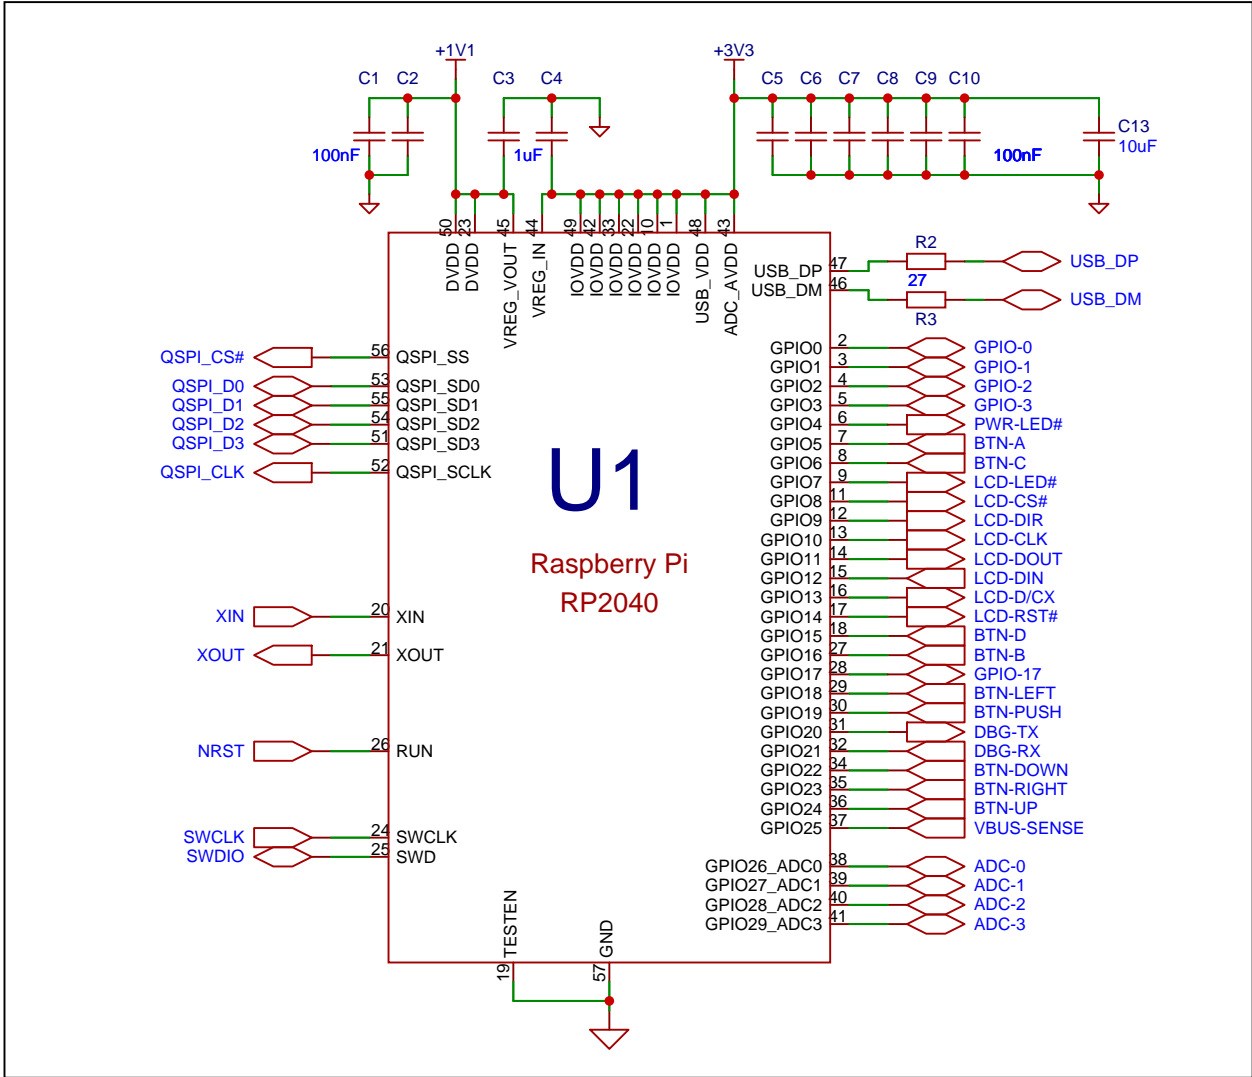 +1V1
+3V3
C1 C2 C3 C4 C5 C6 C7 C8 C9 C10
C13
100nF 1uF 100nF 10uF
50 23 45 44 49 42 33 22 10 1 48 43
DVDD DVDD VREG_VOUT VREG_IN IOVDD IOVDD IOVDD IOVDD IOVDD IOVDD USB_VDD ADC_AVDD
R2
USB_DP 47 USB_DP
27
USB_DM 46 USB_DM
R3
QSPI_CS# 56 QSPI_SS
QSPI_D0 53 QSPI_SD0
QSPI_D1 55 QSPI_SD1
QSPI_D2 54 QSPI_SD2
QSPI_D3 51 QSPI_SD3
QSPI_CLK 52 QSPI_SCLK
XIN 20 XIN
XOUT 21 XOUT
NRST 26 RUN
SWCLK 24 SWCLK
SWDIO 25 SWD
U1
Raspberry Pi
RP2040
GPIO0 2 GPIO-0
GPIO1 3 GPIO-1
GPIO2 4 GPIO-2
GPIO3 5 GPIO-3
GPIO4 6 PWR-LED#
GPIO5 7 BTN-A
GPIO6 8 BTN-C
GPIO7 9 LCD-LED#
GPIO8 11 LCD-CS#
GPIO9 12 LCD-DIR
GPIO10 13 LCD-CLK
GPIO11 14 LCD-DOUT
GPIO12 15 LCD-DIN
GPIO13 16 LCD-D/CX
GPIO14 17 LCD-RST#
GPIO15 18 BTN-D
GPIO16 27 BTN-B
GPIO17 28 GPIO-17
GPIO18 29 BTN-LEFT
GPIO19 30 BTN-PUSH
GPIO20 31 DBG-TX
GPIO21 32 DBG-RX
GPIO22 34 BTN-DOWN
GPIO23 35 BTN-RIGHT
GPIO24 36 BTN-UP
GPIO25 37 VBUS-SENSE
GPIO26_ADC0 38 ADC-0
GPIO27_ADC1 39 ADC-1
GPIO28_ADC2 40 ADC-2
GPIO29_ADC3 41 ADC-3
TESTEN GND
19 57